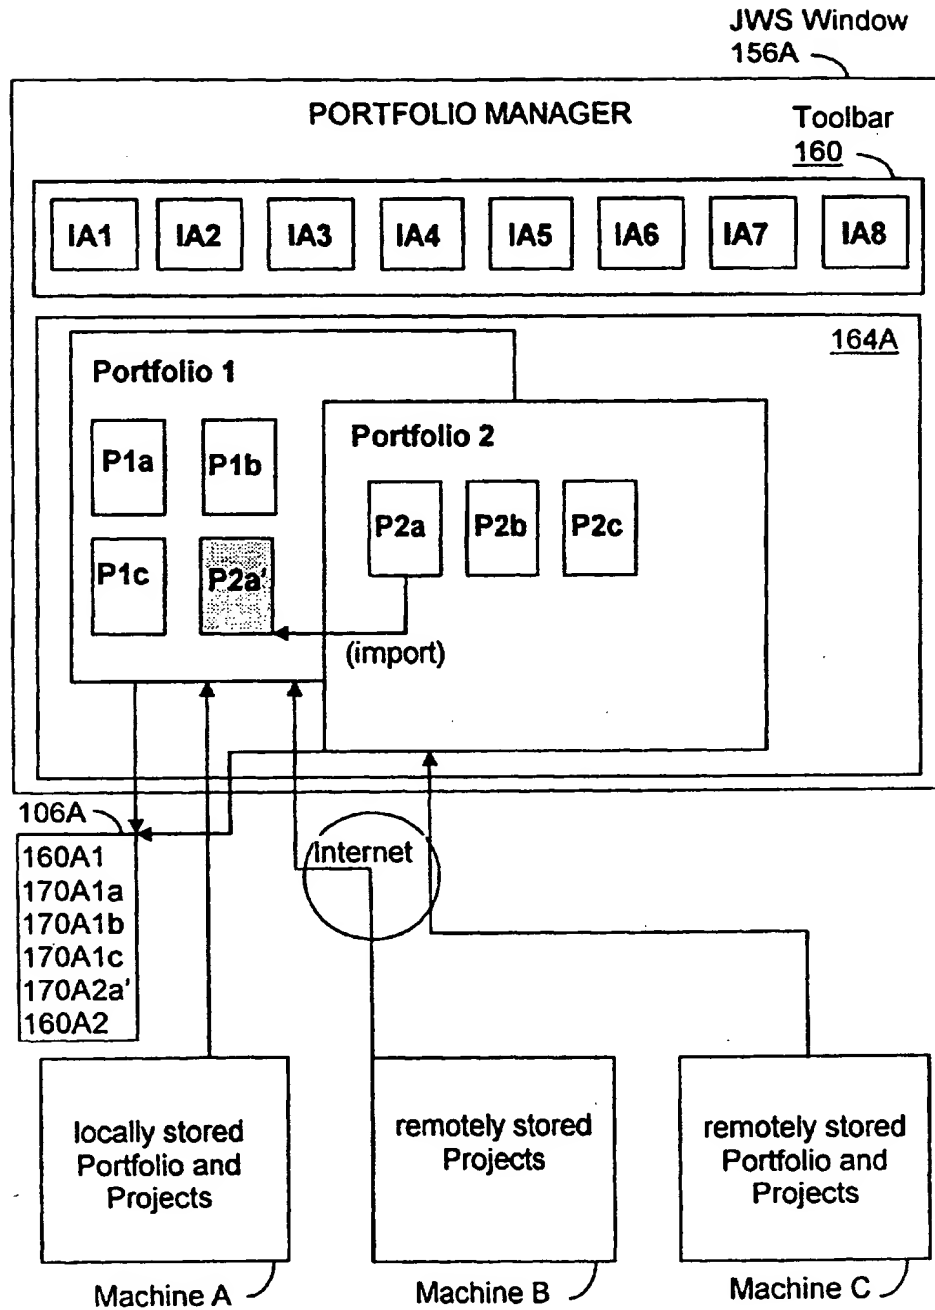 JWS Window
156A
PORTFOLIO MANAGER
Toolbar
160
IA1 IA2 IA3 IA4 IA5 IA6 IA7 IA8
164A
Portfolio 1
P1a P1b
P1c P2a'
Portfolio 2
P2a P2b P2c
(import)
106A
160A1
170A1a
170A1b
170A1c
170A2a'
160A2
Internet
locally stored
Portfolio and
Projects
Machine A
remotely stored
Projects
Machine B
remotely stored
Portfolio and
Projects
Machine C